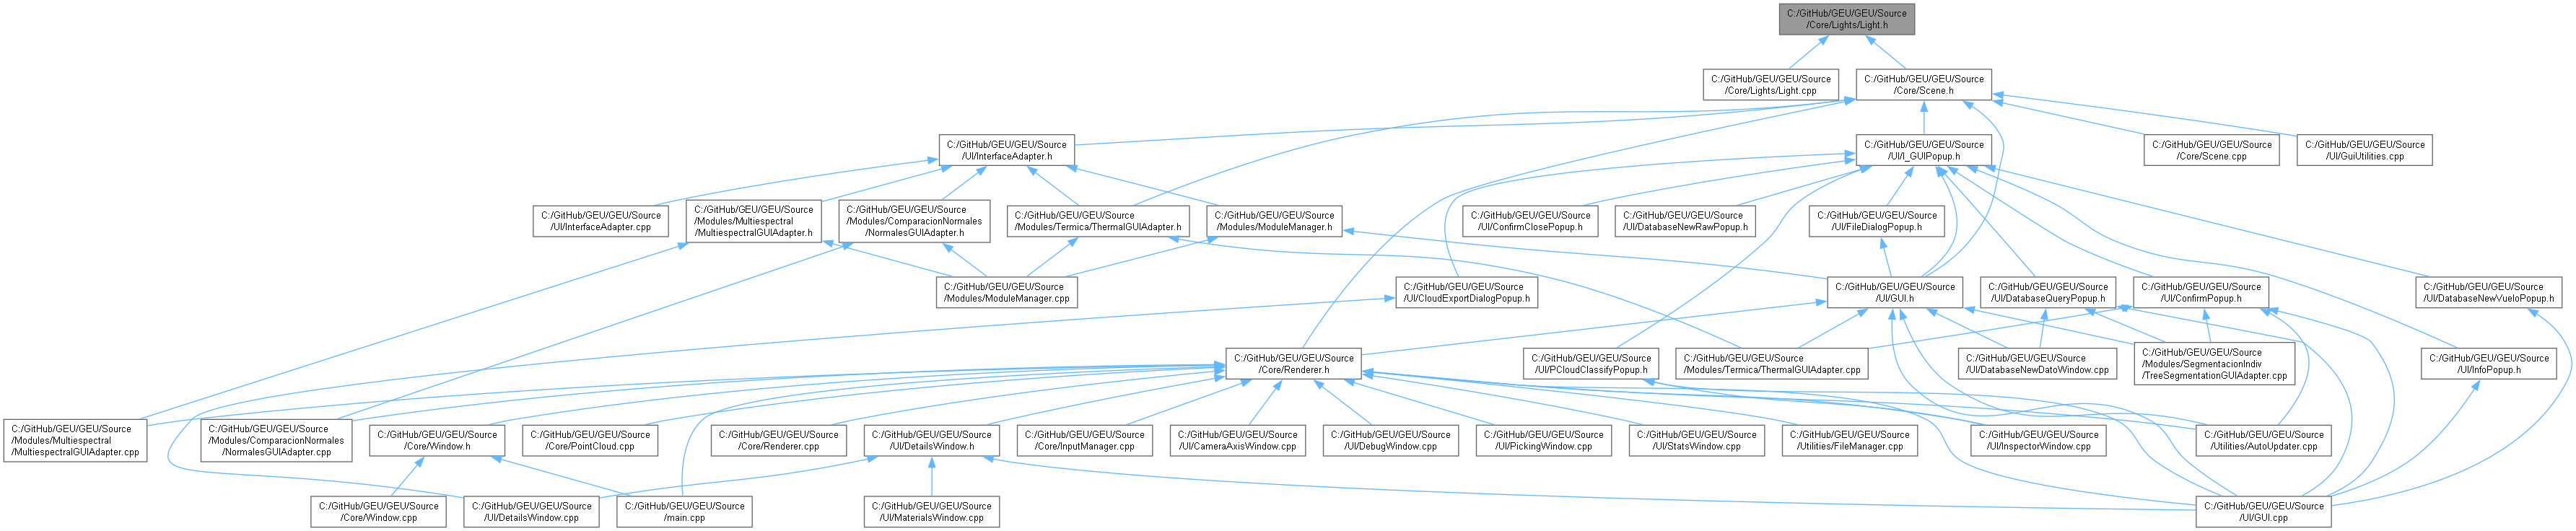 C:/GitHub/GEU/GEU/Source
/Core/Lights/Light.h
C:/GitHub/GEU/GEU/Source
/Core/Lights/Light.cpp
C:/GitHub/GEU/GEU/Source
/Core/Scene.h
C:/GitHub/GEU/GEU/Source
/UI/InterfaceAdapter.h
C:/GitHub/GEU/GEU/Source
/UI/I_GUIPopup.h
C:/GitHub/GEU/GEU/Source
/Core/Scene.cpp
C:/GitHub/GEU/GEU/Source
/UI/GuiUtilities.cpp
C:/GitHub/GEU/GEU/Source
/UI/InterfaceAdapter.cpp
C:/GitHub/GEU/GEU/Source
/Modules/Multiespectral
/MultiespectralGUIAdapter.h
C:/GitHub/GEU/GEU/Source
/Modules/ComparacionNormales
/NormalesGUIAdapter.h
C:/GitHub/GEU/GEU/Source
/Modules/Termica/ThermalGUIAdapter.h
C:/GitHub/GEU/GEU/Source
/Modules/ModuleManager.h
C:/GitHub/GEU/GEU/Source
/UI/ConfirmClosePopup.h
C:/GitHub/GEU/GEU/Source
/UI/DatabaseNewRawPopup.h
C:/GitHub/GEU/GEU/Source
/UI/FileDialogPopup.h
C:/GitHub/GEU/GEU/Source
/Modules/ModuleManager.cpp
C:/GitHub/GEU/GEU/Source
/UI/CloudExportDialogPopup.h
C:/GitHub/GEU/GEU/Source
/UI/GUI.h
C:/GitHub/GEU/GEU/Source
/UI/DatabaseQueryPopup.h
C:/GitHub/GEU/GEU/Source
/UI/ConfirmPopup.h
C:/GitHub/GEU/GEU/Source
/UI/DatabaseNewVueloPopup.h
C:/GitHub/GEU/GEU/Source
/Core/Renderer.h
C:/GitHub/GEU/GEU/Source
/UI/PCloudClassifyPopup.h
C:/GitHub/GEU/GEU/Source
/Modules/Termica/ThermalGUIAdapter.cpp
C:/GitHub/GEU/GEU/Source
/UI/DatabaseNewDatoWindow.cpp
C:/GitHub/GEU/GEU/Source
/Modules/SegmentacionIndiv
/TreeSegmentationGUIAdapter.cpp
C:/GitHub/GEU/GEU/Source
/UI/InfoPopup.h
C:/GitHub/GEU/GEU/Source
/Modules/Multiespectral
/MultiespectralGUIAdapter.cpp
C:/GitHub/GEU/GEU/Source
/Modules/ComparacionNormales
/NormalesGUIAdapter.cpp
C:/GitHub/GEU/GEU/Source
/Core/Window.h
C:/GitHub/GEU/GEU/Source
/Core/PointCloud.cpp
C:/GitHub/GEU/GEU/Source
/Core/Renderer.cpp
C:/GitHub/GEU/GEU/Source
/UI/DetailsWindow.h
C:/GitHub/GEU/GEU/Source
/Core/InputManager.cpp
C:/GitHub/GEU/GEU/Source
/UI/CameraAxisWindow.cpp
C:/GitHub/GEU/GEU/Source
/UI/DebugWindow.cpp
C:/GitHub/GEU/GEU/Source
/UI/PickingWindow.cpp
C:/GitHub/GEU/GEU/Source
/UI/StatsWindow.cpp
C:/GitHub/GEU/GEU/Source
/Utilities/FileManager.cpp
C:/GitHub/GEU/GEU/Source
/UI/InspectorWindow.cpp
C:/GitHub/GEU/GEU/Source
/Utilities/AutoUpdater.cpp
C:/GitHub/GEU/GEU/Source
/Core/Window.cpp
C:/GitHub/GEU/GEU/Source
/UI/DetailsWindow.cpp
C:/GitHub/GEU/GEU/Source
/main.cpp
C:/GitHub/GEU/GEU/Source
/UI/MaterialsWindow.cpp
C:/GitHub/GEU/GEU/Source
/UI/GUI.cpp